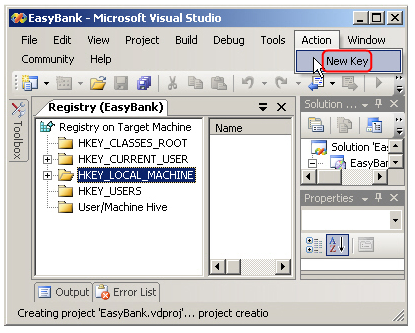 EasyBank - Microsoft Visual Studio
File Edit View Project Build Debug Tools Action Window
Community Help
New Key
Toolbox
Registry (EasyBank)
Registry on Target Machine
HKEY_CLASSES_ROOT
HKEY_CURRENT_USER
HKEY_LOCAL_MACHINE
HKEY_USERS
User/Machine Hive
Name
Solution ...
Solution 'Eas
EasyBar
Properties
Output Error List
Creating project 'EasyBank.vdproj'... project creatio